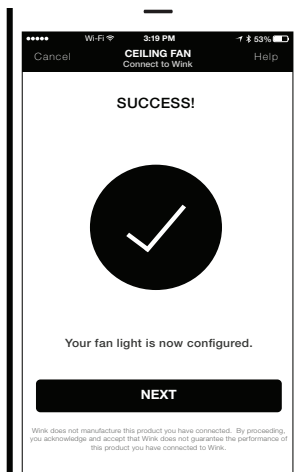 Wi-Fi 3:19 PM 53%
Cancel CEILING FAN Help
Connect to Wink
SUCCESS!
Your fan light is now configured.
NEXT
Wink does not manufacture this product you have connected. By proceeding,
you acknowledge and accept that Wink does not guarantee the performance of
this product you have connected to Wink.